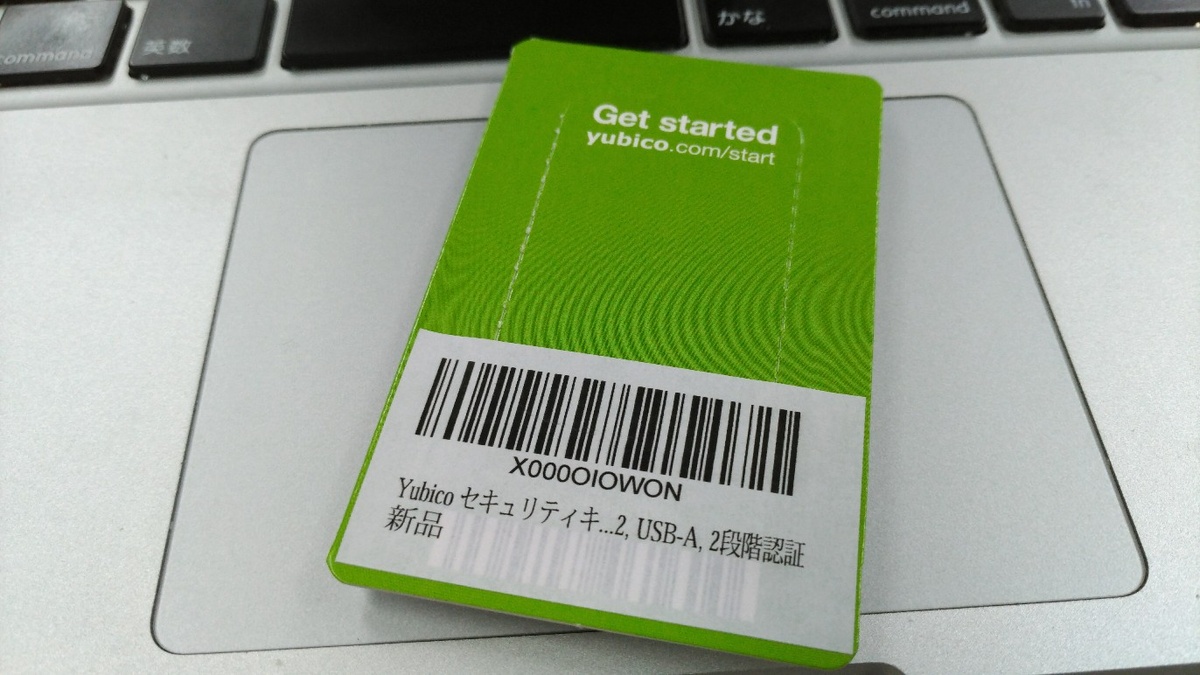 command
英数
かな
command
fn
Get started
yubico.com/start
X000OIOWON
Yubico セキュリティキ...2, USB-A, 2段階認証
新品